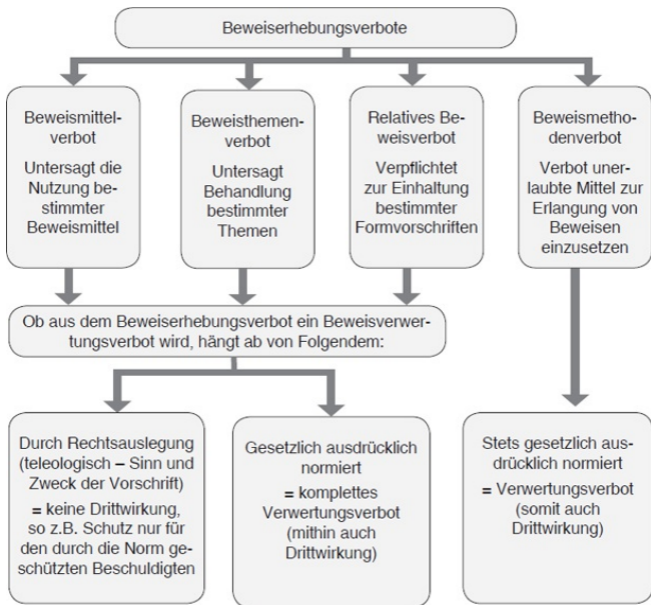 Beweiserhebungsverbote
Beweismittel-
verbot
Untersagt die
Nutzung be-
stimmter
Beweismittel
Beweisthemen-
verbot
Untersagt
Behandlung
bestimmter
Themen
Relatives Be-
weisverbot
Verpflichtet
zur Einhaltung
bestimmter
Formvorschriften
Beweismetho-
denverbot
Verbot uner-
laubte Mittel zur
Erlangung von
Beweisen
einzusetzen
Ob aus dem Beweiserhebungsverbot ein Beweisverwer-
tungsverbot wird, hängt ab von Folgendem:
Durch Rechtsauslegung
(teleologisch – Sinn und
Zweck der Vorschrift)
= keine Drittwirkung,
so z.B. Schutz nur für
den durch die Norm ge-
schützten Beschuldigten
Gesetzlich ausdrücklich
normiert
= komplettes
Verwertungsverbot
(mithin auch
Drittwirkung)
Stets gesetzlich aus-
drücklich normiert
= Verwertungsverbot
(somit auch
Drittwirkung)